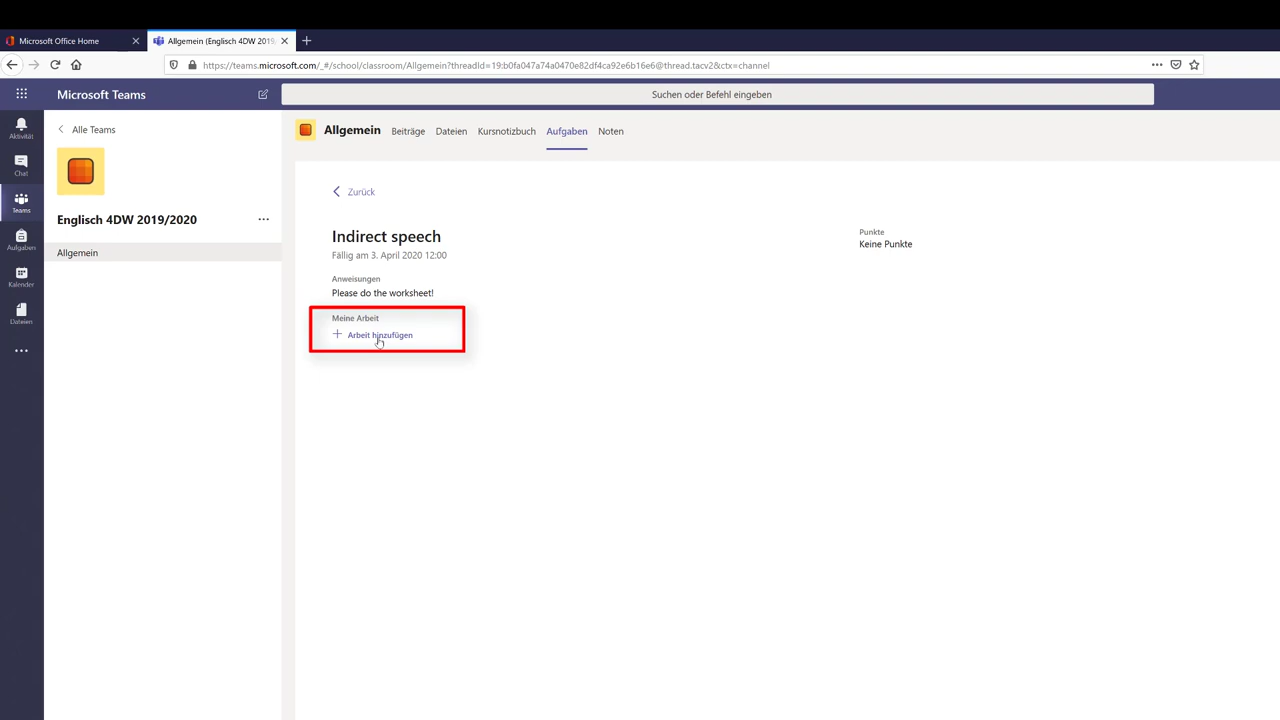 Microsoft Office Home
Allgemein (Englisch 4DW 2019,
https://teams.microsoft.com/_#/school/classroom/Allgemein?threadId=19:b0fa047a74a0470e82df4ca92e6b16e6@thread.tacv2&ctx=channel
Microsoft Teams
Suchen oder Befehl eingeben
Aktivität
Chat
Teams
Aufgaben
Kalender
Dateien
Alle Teams
Englisch 4DW 2019/2020
Allgemein
Allgemein Beiträge Dateien Kursnotizbuch Aufgaben Noten
Zurück
Indirect speech
Fällig am 3. April 2020 12:00
Punkte
Keine Punkte
Anweisungen
Please do the worksheet!
Meine Arbeit
Arbeit hinzufügen